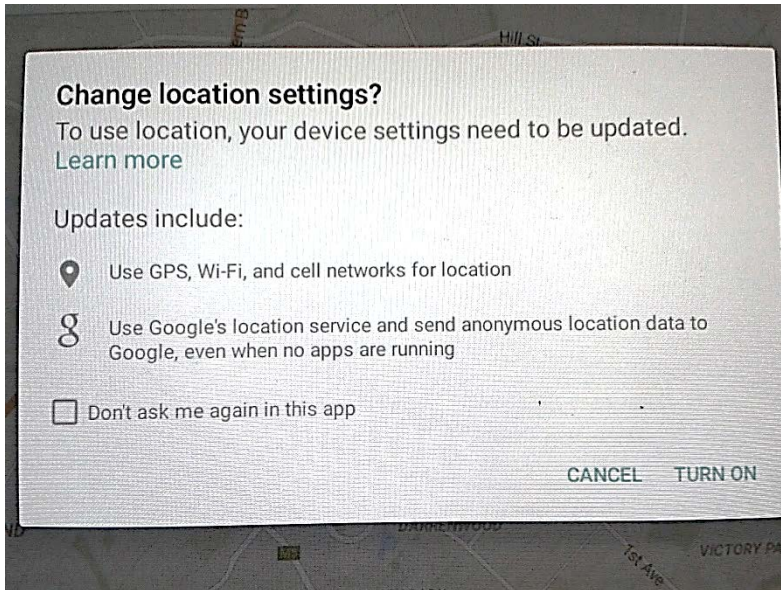 Hill St
Change location settings?
To use location, your device settings need to be updated.
Learn more
Updates include:
Use GPS, Wi-Fi, and cell networks for location
Use Google's location service and send anonymous location data to
Google, even when no apps are running
Don't ask me again in this app
CANCEL TURN ON
1st Ave
VICTORY